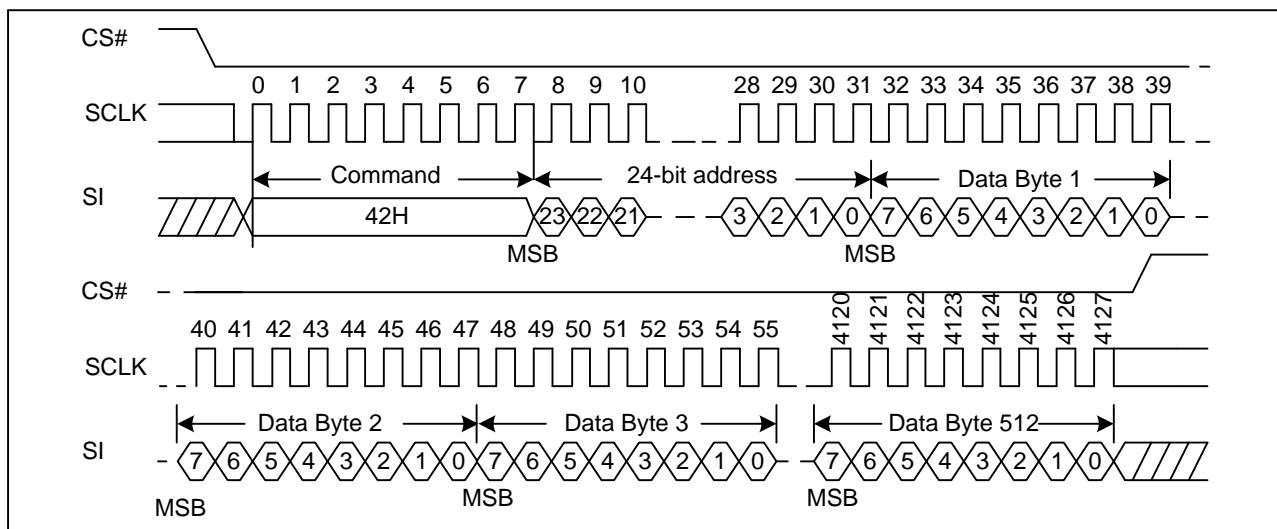 CS#
0 1 2 3 4 5 6 7 8 9 10 28 29 30 31 32 33 34 35 36 37 38 39
SCLK
Command 24-bit address Data Byte 1
SI
42H 23 22 21 3 2 1 0 7 6 5 4 3 2 1 0
MSB MSB
CS#
40 41 42 43 44 45 46 47 48 49 50 51 52 53 54 55 4120 4121 4122 4123 4124 4125 4126 4127
SCLK
Data Byte 2 Data Byte 3 Data Byte 512
SI
7 6 5 4 3 2 1 0 7 6 5 4 3 2 1 0 7 6 5 4 3 2 1 0
MSB MSB MSB